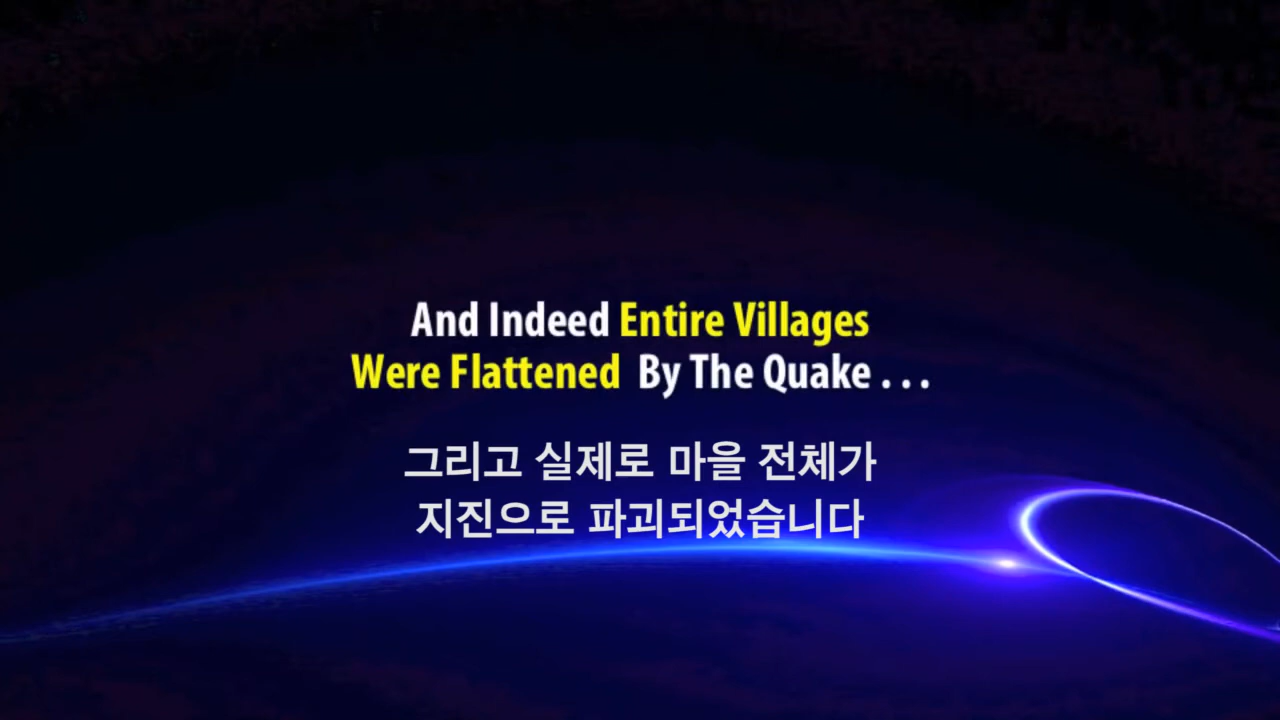 And Indeed Entire Villages
Were Flattened By The Quake . . .
그리고 실제로 마을 전체가
지진으로 파괴되었습니다